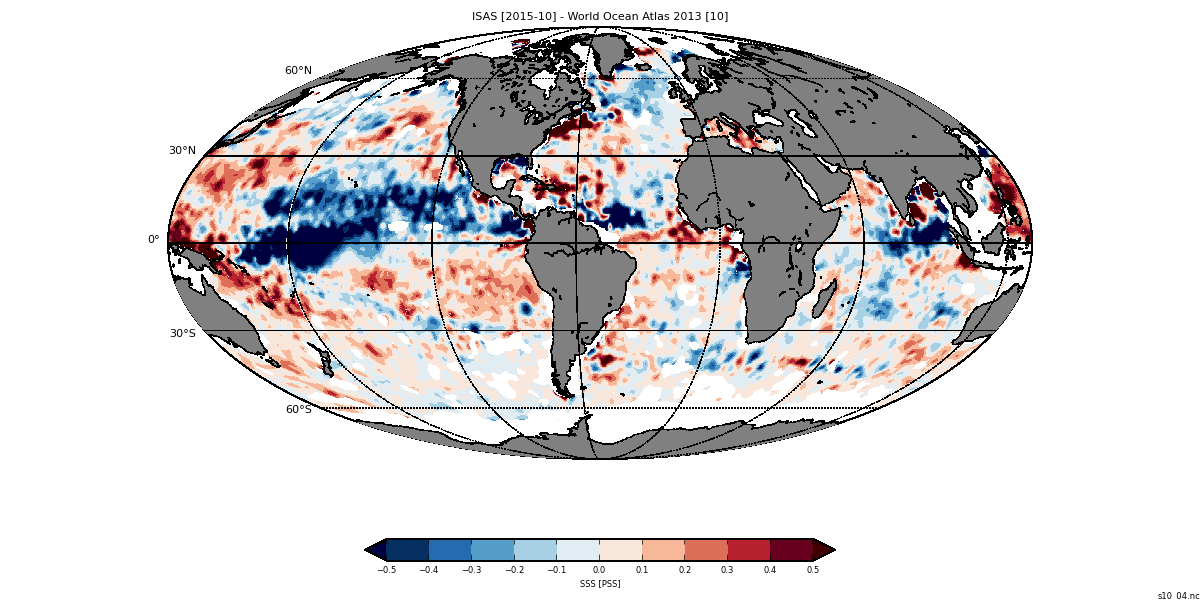 ISAS [2015-10] - World Ocean Atlas 2013 [10]
60°N
30°N
0°
30°S
60°S
−0.5 −0.4 −0.3 −0.2 −0.1 0.0 0.1 0.2 0.3 0.4 0.5
SSS [PSS]
s10_04.nc